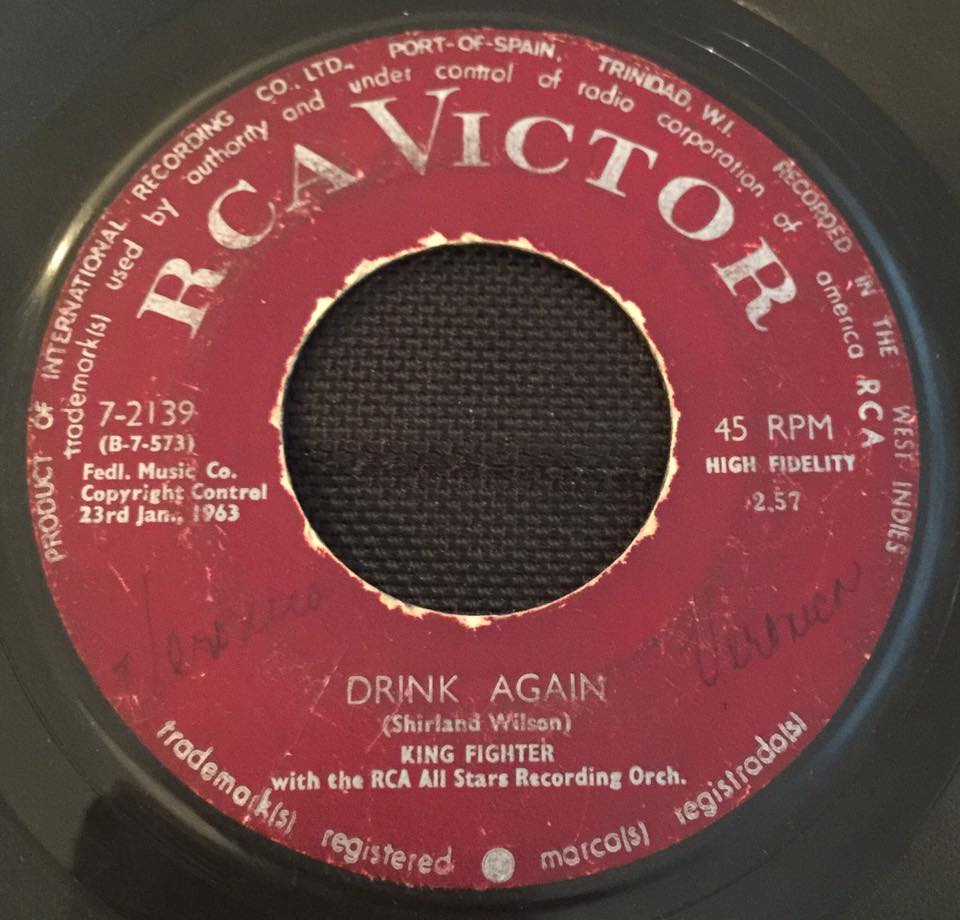 PRODUCT OF INTERNATIONAL RECORDING CO., LTD., PORT-OF-SPAIN, TRINIDAD, W.I. RECORDED IN THE WEST INDIES
trademark(s) used by authority and under control of radio corporation of america RCA
RCA VICTOR
7-2139
(B-7-573)
Fedl. Music Co.
Copyright Control
23rd Jan., 1963
45 RPM
HIGH FIDELITY
2.57
Veronica
DRINK AGAIN
(Shirland Wilson)
KING FIGHTER
with the RCA All Stars Recording Orch.
trademark(s) registered marca(s) registrada(s)